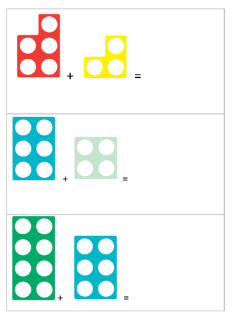 + =
+ =
+ =